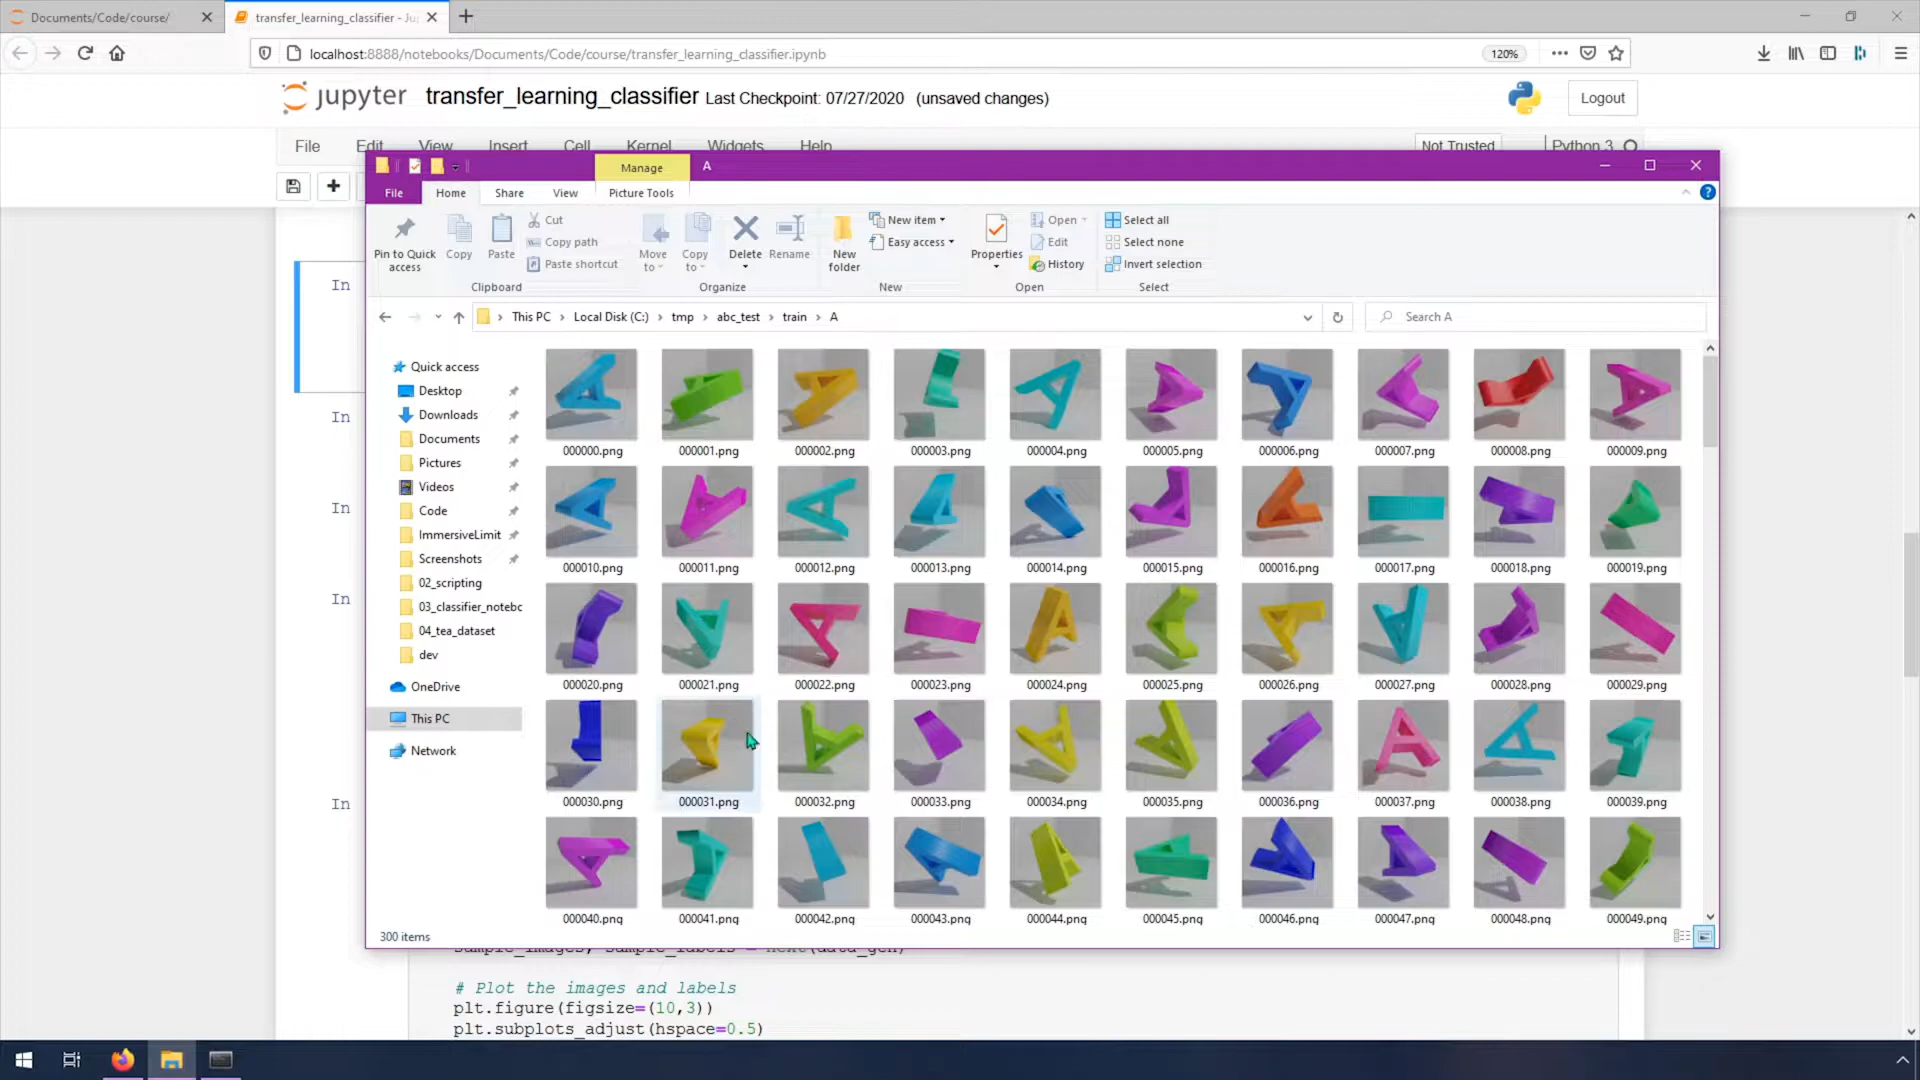 Documents/Code/course/
transfer_learning_classifier - Ju
localhost:8888/notebooks/Documents/Code/course/transfer_learning_classifier.ipynb
120%
jupyter
transfer_learning_classifier Last Checkpoint: 07/27/2020 (unsaved changes)
Logout
File Edit View Insert Cell Kernel Widgets Help
Not Trusted
Python 3
Manage
A
File Home Share View Picture Tools
Pin to Quick access
Copy
Paste
Cut
Copy path
Paste shortcut
Clipboard
Move to
Copy to
Delete
Rename
Organize
New folder
New item
Easy access
New
Properties
Open
Edit
History
Open
Select all
Select none
Invert selection
Select
This PC > Local Disk (C:) > tmp > abc_test > train > A
Search A
Quick access
Desktop
Downloads
Documents
Pictures
Videos
Code
ImmersiveLimit
Screenshots
02_scripting
03_classifier_notebc
04_tea_dataset
dev
OneDrive
This PC
Network
In
In
In
In
In
000000.png 000001.png 000002.png 000003.png 000004.png 000005.png 000006.png 000007.png 000008.png 000009.png
000010.png 000011.png 000012.png 000013.png 000014.png 000015.png 000016.png 000017.png 000018.png 000019.png
000020.png 000021.png 000022.png 000023.png 000024.png 000025.png 000026.png 000027.png 000028.png 000029.png
000030.png 000031.png 000032.png 000033.png 000034.png 000035.png 000036.png 000037.png 000038.png 000039.png
000040.png 000041.png 000042.png 000043.png 000044.png 000045.png 000046.png 000047.png 000048.png 000049.png
300 items
sample_images, sample_labels = next(data_gen)
# Plot the images and labels
plt.figure(figsize=(10,3))
plt.subplots_adjust(hspace=0.5)